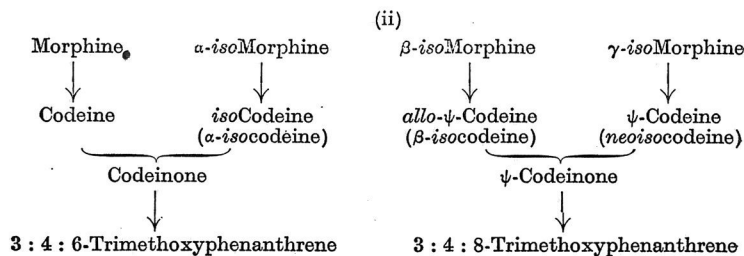 (ii)
Morphine α-isoMorphine β-isoMorphine γ-isoMorphine
Codeine isoCodeine allo-ψ-Codeine ψ-Codeine
(α-isocodeine) (β-isocodeine) (neoisocodeine)
Codeinone ψ-Codeinone
3 : 4 : 6-Trimethoxyphenanthrene 3 : 4 : 8-Trimethoxyphenanthrene